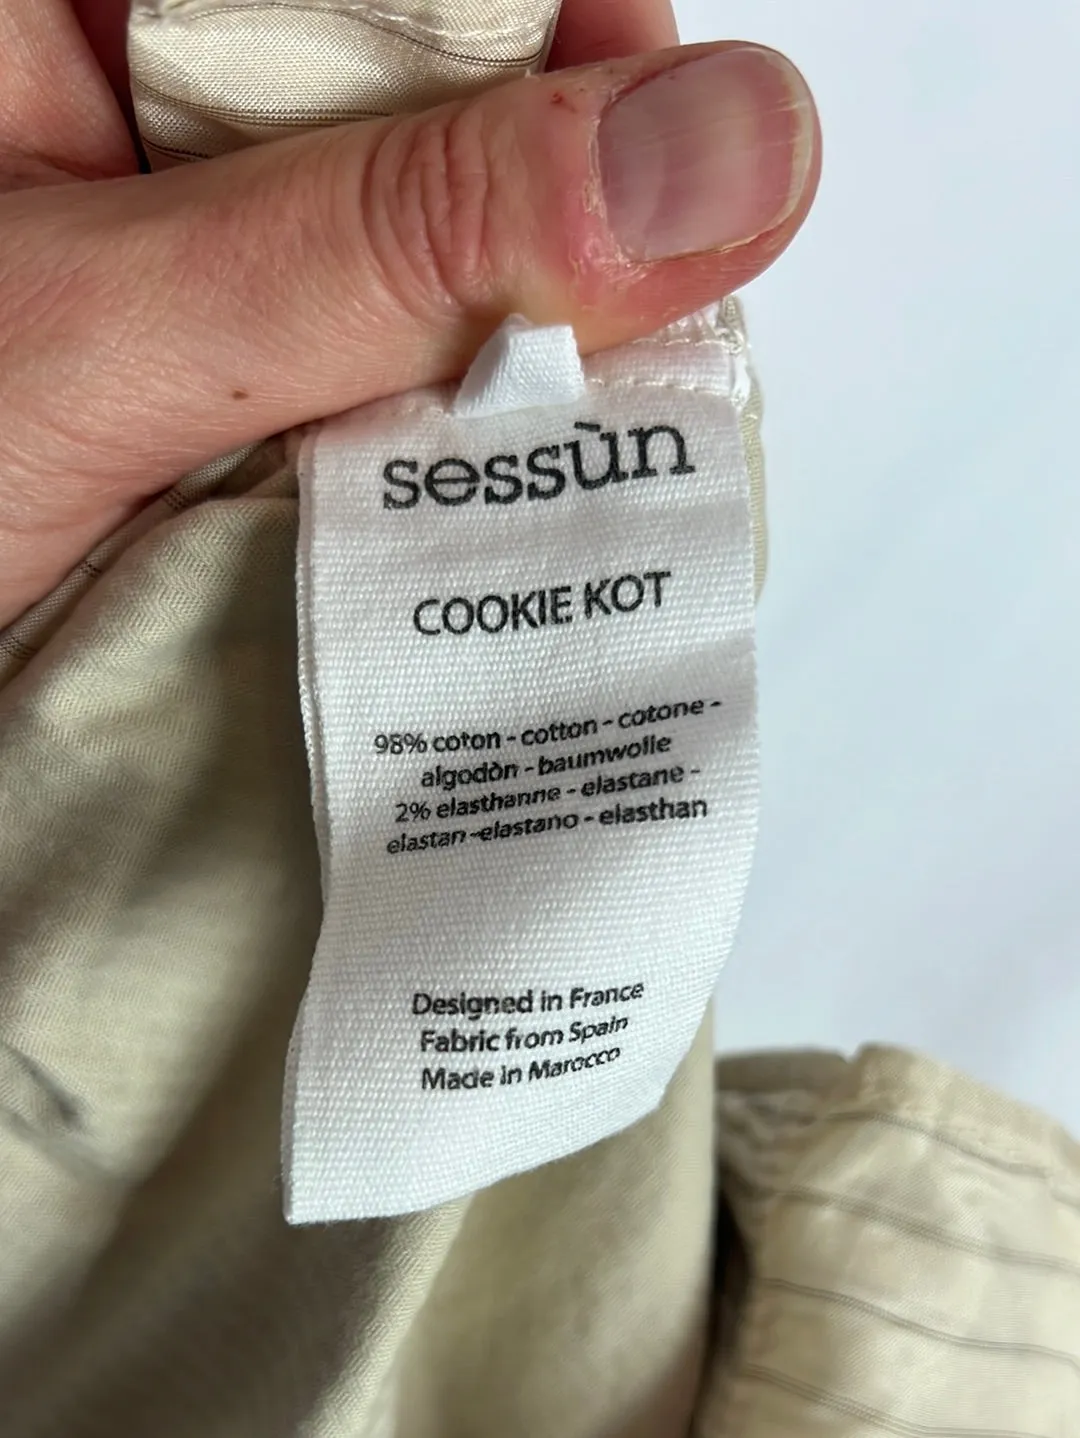 sessùn
COOKIE KOT
98% coton - cotton - cotone -
algodòn - baumwolle
2% elasthanne - elastane -
elastan - elastano - elasthan
Designed in France
Fabric from Spain
Made in Marocco